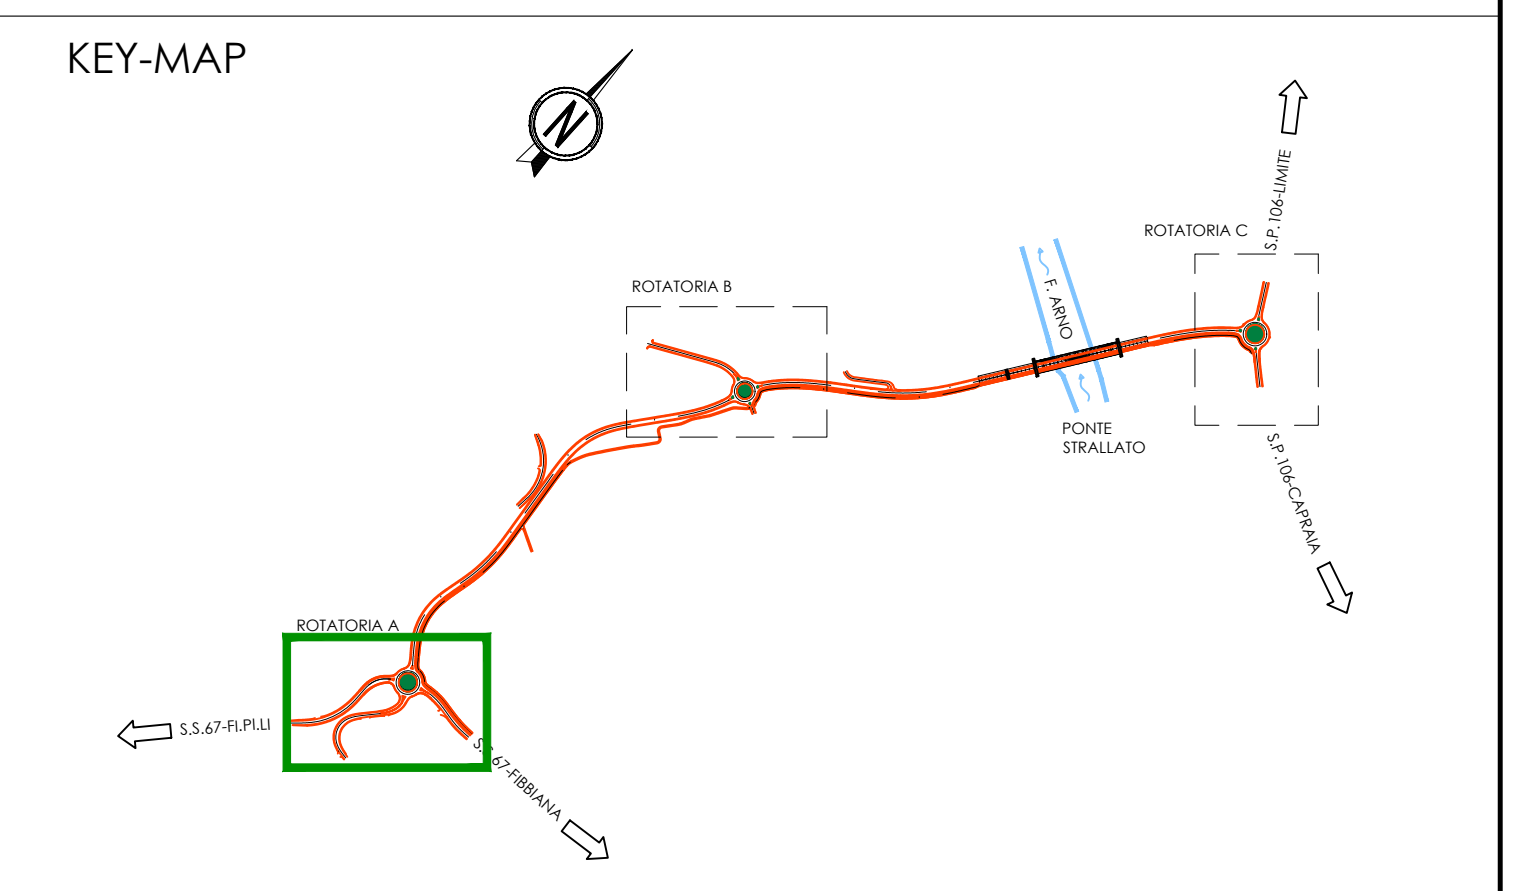 KEY-MAP
N
S.P.106-LIMITE
ROTATORIA C
ROTATORIA B
F. ARNO
PONTE
STRALLATO
S.P.106-CAPRAIA
ROTATORIA A
S.S.67-FI.PI.LI
S.S.67-FIBBIANA